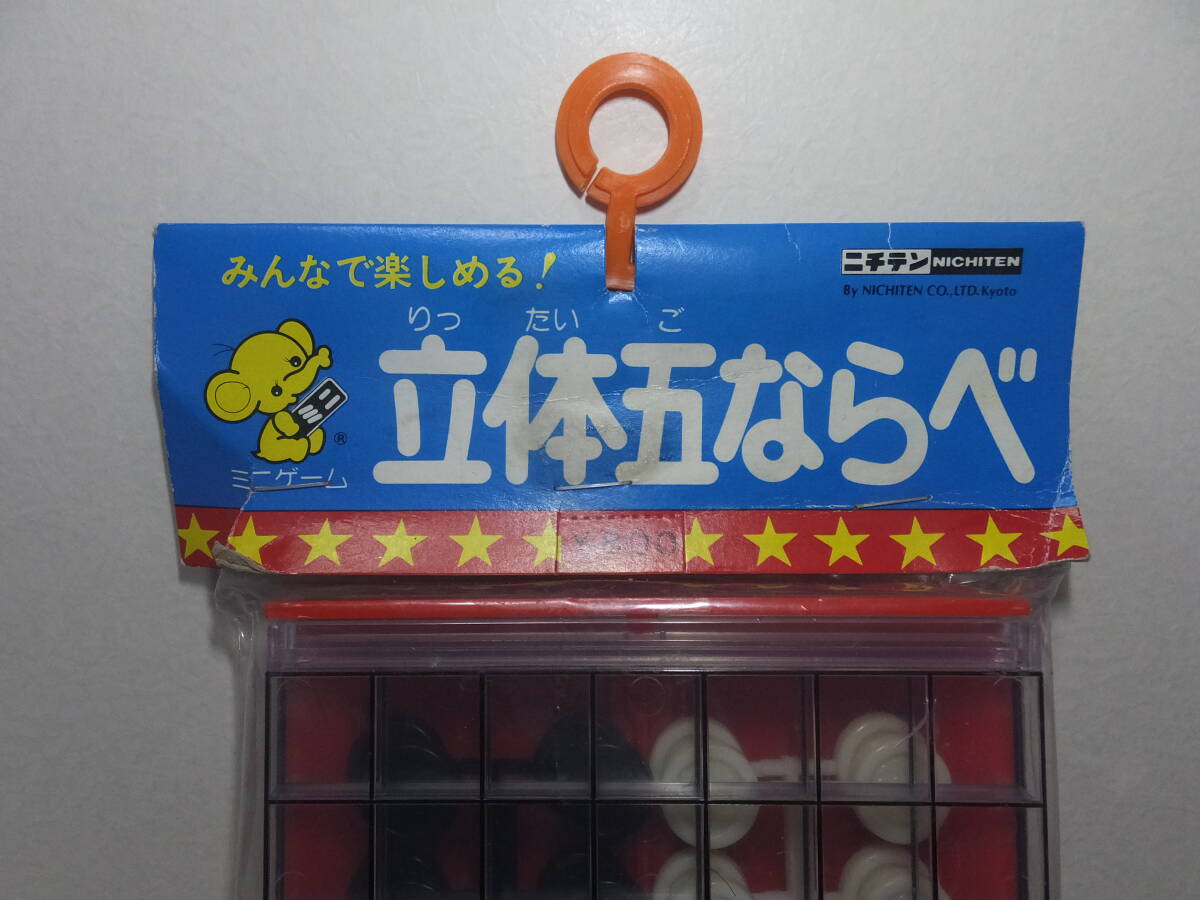 みんなで楽しめる!
ニチテン NICHITEN
By NICHITEN CO.,LTD.Kyoto
りつ たい ご
立体五ならべ
®
ミニゲーム